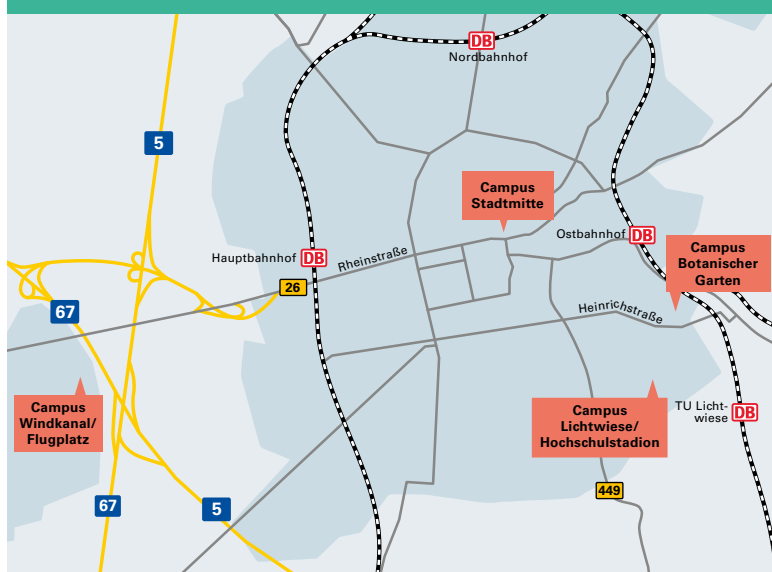 DB
Nordbahnhof
5
Campus
Stadtmitte
Ostbahnhof DB
Hauptbahnhof DB
Rheinstraße
Campus
Botanischer
Garten
26
67
Heinrichstraße
Campus
Windkanal/
Flugplatz
Campus
Lichtwiese/
Hochschulstadion
TU Licht-
wiese DB
449
67
5